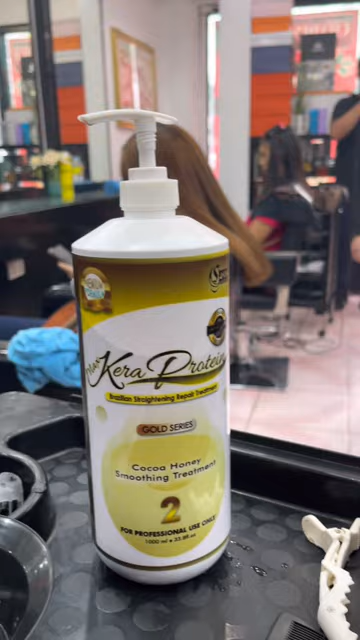 Kera Protein
Brazilian Straightening Repair Treatment
GOLD SERIES
Cocoa Honey
Smoothing Treatment
2
FOR PROFESSIONAL USE ONLY
1000 ml e 33.8fl oz